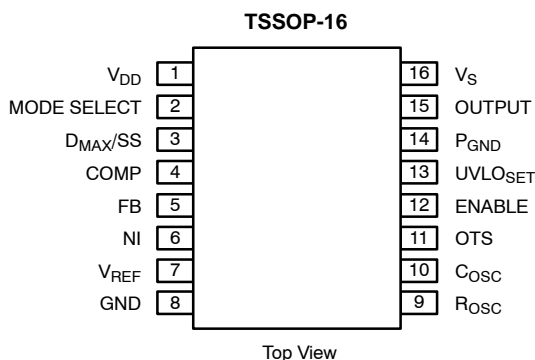 TSSOP-16
V_DD 1
MODE SELECT 2
D_MAX/SS 3
COMP 4
FB 5
NI 6
V_REF 7
GND 8
16 V_S
15 OUTPUT
14 P_GND
13 UVLO_SET
12 ENABLE
11 OTS
10 C_OSC
9 R_OSC
Top View